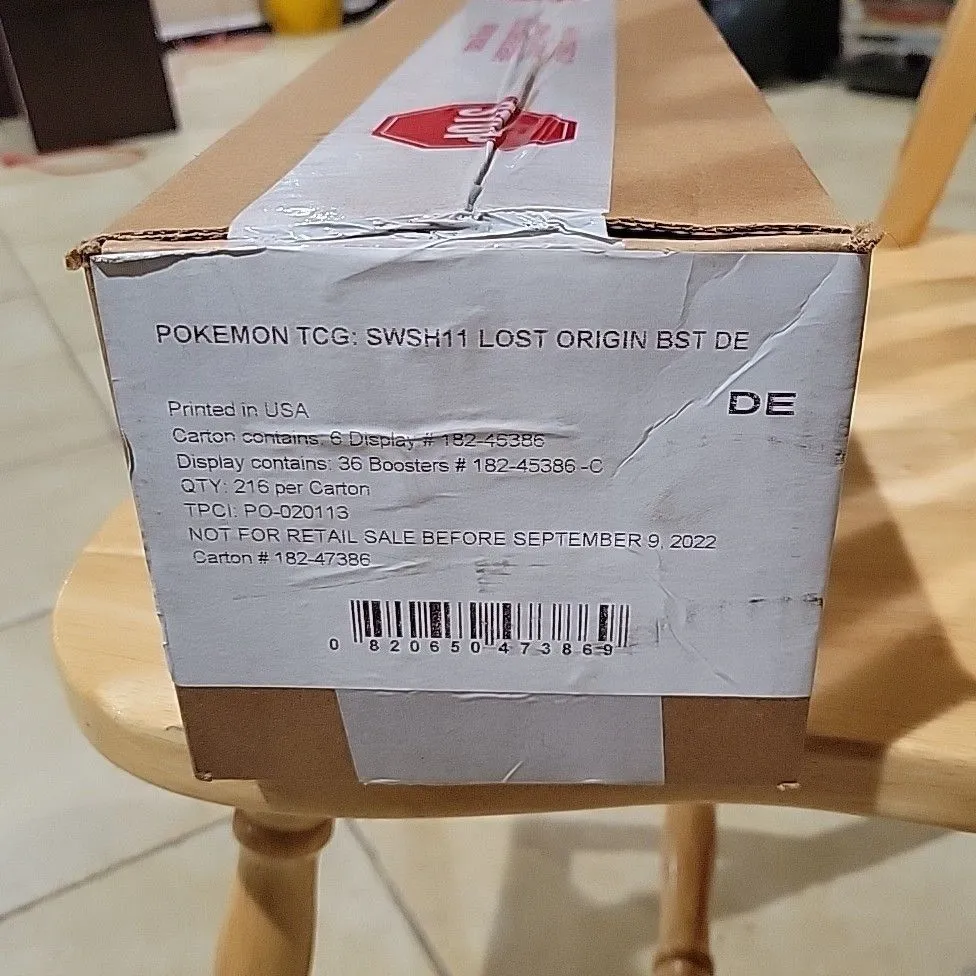 STOP
POKEMON TCG: SWSH11 LOST ORIGIN BST DE
DE
Printed in USA
Carton contains: 6 Display # 182-45386
Display contains: 36 Boosters # 182-45386 -C
QTY: 216 per Carton
TPCI: PO-020113
NOT FOR RETAIL SALE BEFORE SEPTEMBER 9, 2022
Carton # 182-47386
0 820650 473869